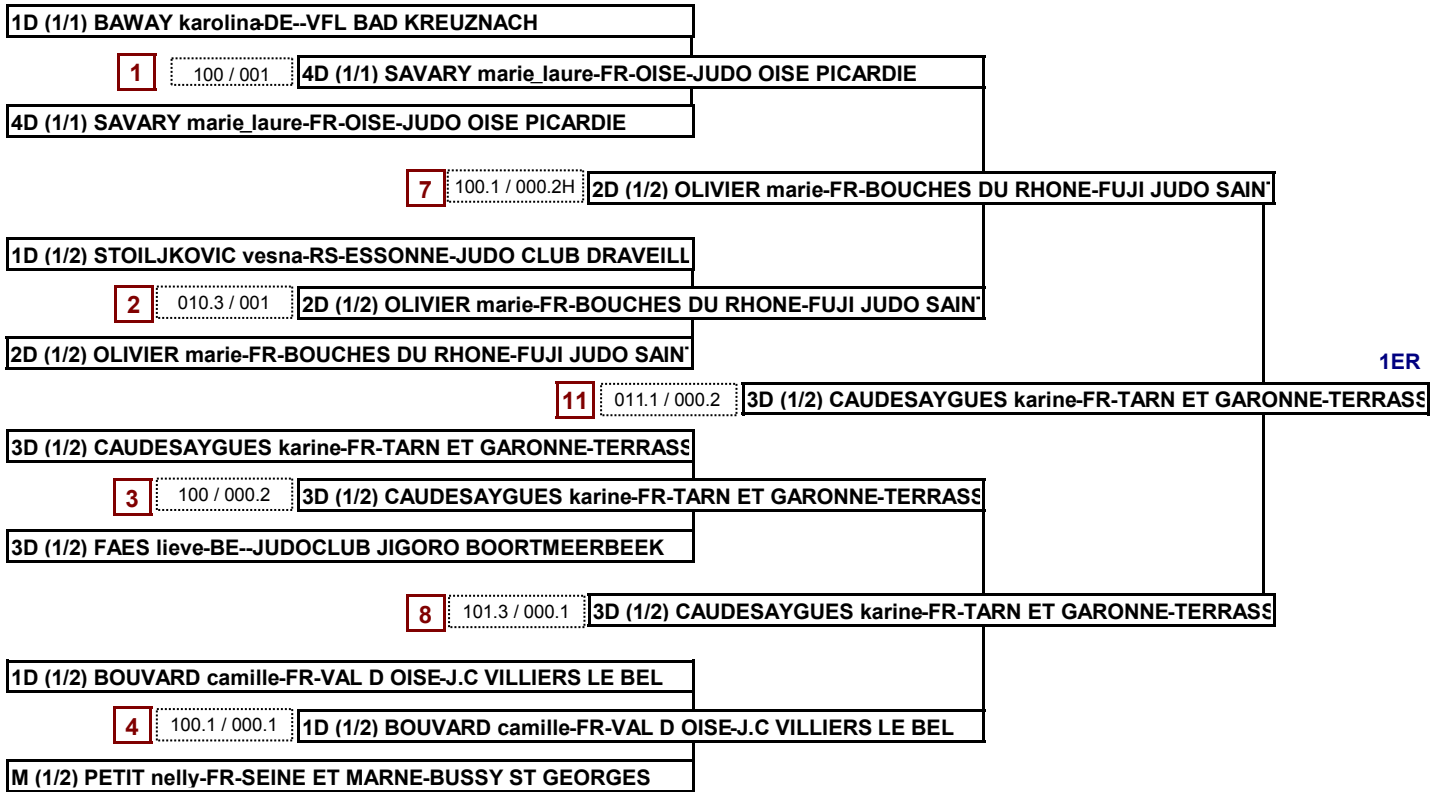 1D (1/1) BAWAY karolina-DE--VFL BAD KREUZNACH
1 100 / 001 4D (1/1) SAVARY marie_laure-FR-OISE-JUDO OISE PICARDIE
4D (1/1) SAVARY marie_laure-FR-OISE-JUDO OISE PICARDIE
7 100.1 / 000.2H 2D (1/2) OLIVIER marie-FR-BOUCHES DU RHONE-FUJI JUDO SAINT
1D (1/2) STOILJKOVIC vesna-RS-ESSONNE-JUDO CLUB DRAVEILL
2 010.3 / 001 2D (1/2) OLIVIER marie-FR-BOUCHES DU RHONE-FUJI JUDO SAINT
2D (1/2) OLIVIER marie-FR-BOUCHES DU RHONE-FUJI JUDO SAINT
1ER
11 011.1 / 000.2 3D (1/2) CAUDESAYGUES karine-FR-TARN ET GARONNE-TERRASS
3D (1/2) CAUDESAYGUES karine-FR-TARN ET GARONNE-TERRASS
3 100 / 000.2 3D (1/2) CAUDESAYGUES karine-FR-TARN ET GARONNE-TERRASS
3D (1/2) FAES lieve-BE--JUDOCLUB JIGORO BOORTMEERBEEK
8 101.3 / 000.1 3D (1/2) CAUDESAYGUES karine-FR-TARN ET GARONNE-TERRASS
1D (1/2) BOUVARD camille-FR-VAL D OISE-J.C VILLIERS LE BEL
4 100.1 / 000.1 1D (1/2) BOUVARD camille-FR-VAL D OISE-J.C VILLIERS LE BEL
M (1/2) PETIT nelly-FR-SEINE ET MARNE-BUSSY ST GEORGES